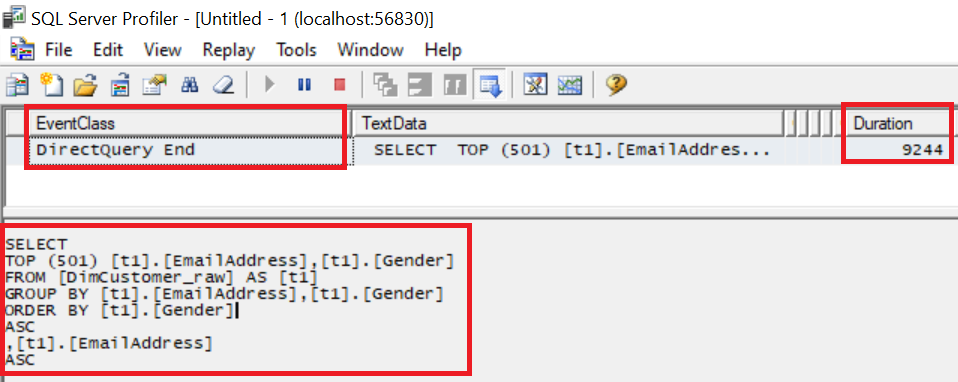 SQL Server Profiler - [Untitled - 1 (localhost:56830)]
File Edit View Replay Tools Window Help
EventClass TextData Duration
DirectQuery End SELECT TOP (501) [t1].[EmailAddres... 9244
SELECT
TOP (501) [t1].[EmailAddress],[t1].[Gender]
FROM [DimCustomer_raw] AS [t1]
GROUP BY [t1].[EmailAddress],[t1].[Gender]
ORDER BY [t1].[Gender]
ASC
,[t1].[EmailAddress]
ASC